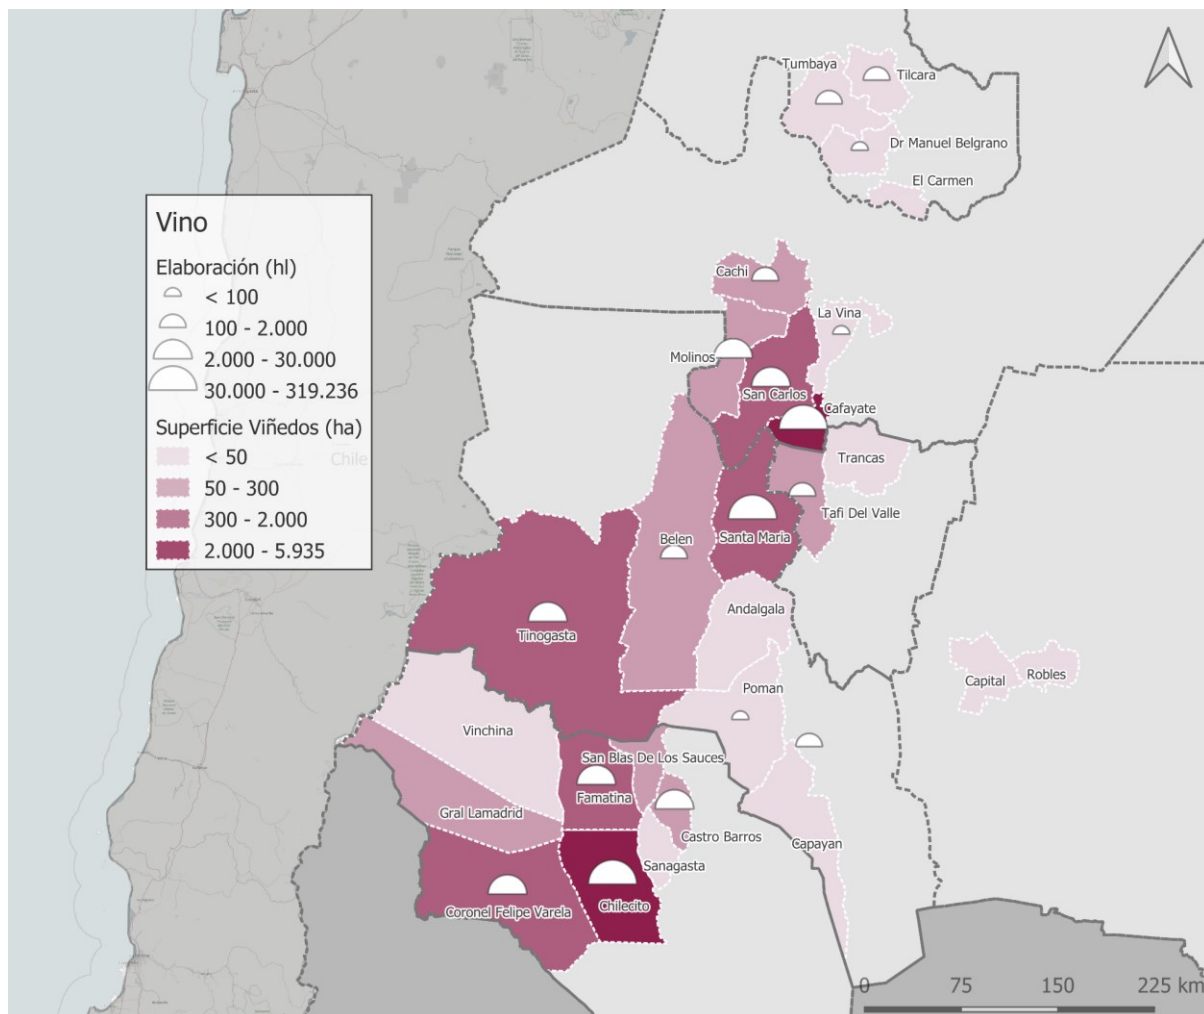 Vino
Elaboración (hl)
< 100
100 - 2.000
2.000 - 30.000
30.000 - 319.236
Superficie Viñedos (ha)
< 50
50 - 300
300 - 2.000
2.000 - 5.935
Chile
Tumbaya
Tilcara
Dr Manuel Belgrano
El Carmen
Cachi
La Vina
Molinos
San Carlos
Cafayate
Trancas
Tafi Del Valle
Belen
Santa Maria
Tinogasta
Andalgala
Poman
Capital
Robles
Vinchina
San Blas De Los Sauces
Famatina
Gral Lamadrid
Castro Barros
Sanagasta
Capayan
Coronel Felipe Varela
Chilecito
0 75 150 225 km